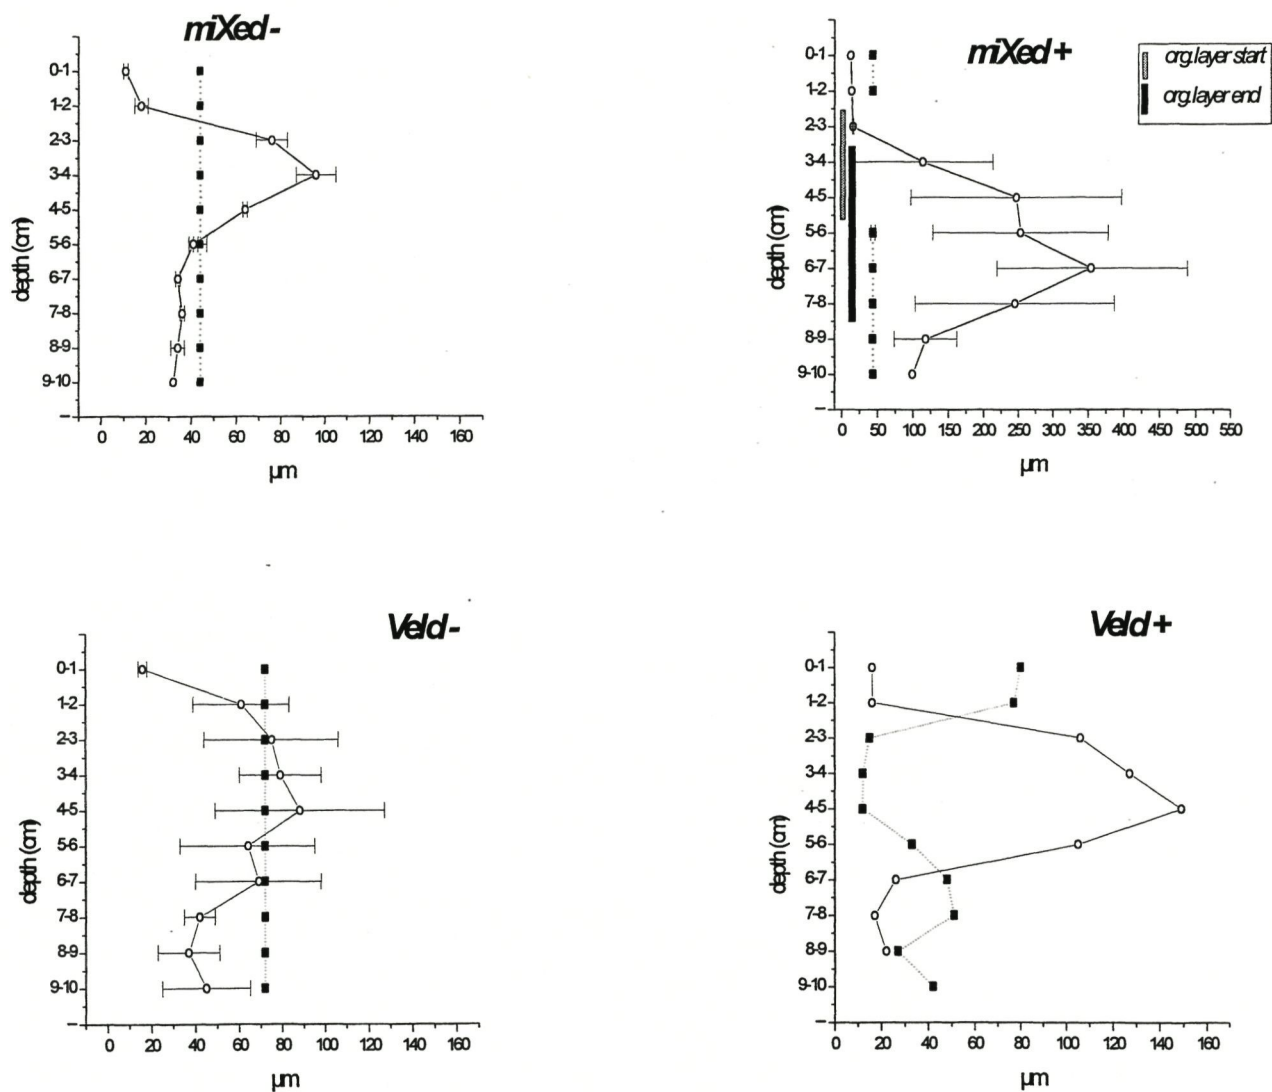 miXed-
0-1
1-2
2-3
3-4
4-5
5-6
6-7
7-8
8-9
9-10
depth (cm)
0 20 40 60 80 100 120 140 160
µm
miXed+
org.layer start
org.layer end
0-1
1-2
2-3
3-4
4-5
5-6
6-7
7-8
8-9
9-10
depth (cm)
0 50 100 150 200 250 300 350 400 450 500 550
µm
Veld-
0-1
1-2
2-3
3-4
4-5
5-6
6-7
7-8
8-9
9-10
depth (cm)
0 20 40 60 80 100 120 140 160
µm
Veld+
0-1
1-2
2-3
3-4
4-5
5-6
6-7
7-8
8-9
9-10
depth (cm)
0 20 40 60 80 100 120 140 160
µm